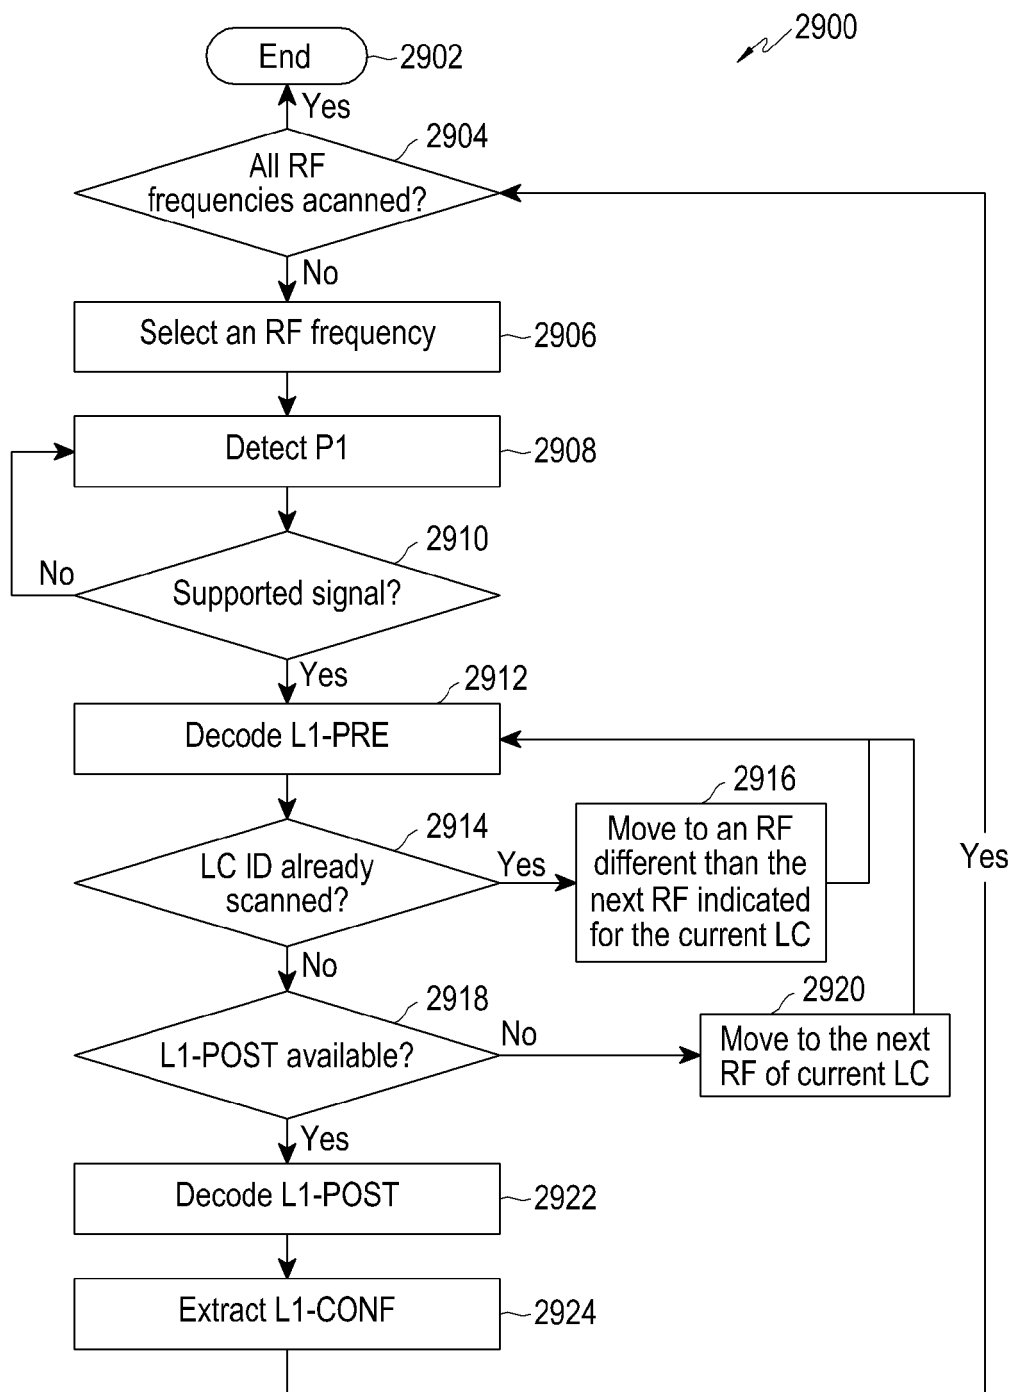 2900
End
2902
Yes
2904
All RF
frequencies acanned?
No
Select an RF frequency
2906
Detect P1
2908
2910
No
Supported signal?
Yes
2912
Decode L1-PRE
2916
2914
Move to an RF
different than the
next RF indicated
for the current LC
Yes
LC ID already
scanned?
Yes
No
2918
2920
No
L1-POST available?
Move to the next
RF of current LC
Yes
Decode L1-POST
2922
Extract L1-CONF
2924